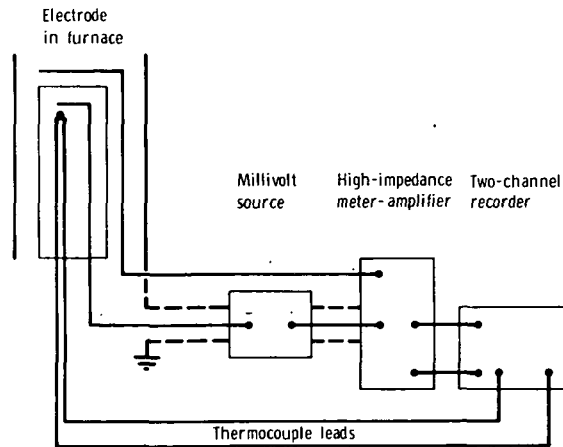 Electrode
in furnace
Millivolt
source
High-impedance
meter-amplifier
Two-channel
recorder
Thermocouple leads